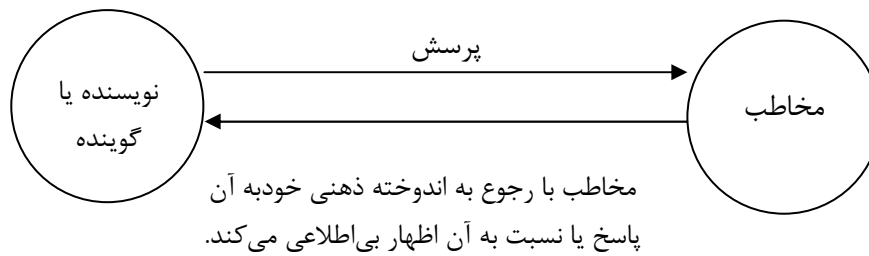 پرسش
مخاطب
نویسنده یا
گوینده
مخاطب با رجوع به اندوخته ذهنی خودبه آن
پاسخ یا نسبت به آن اظهار بی‌اطلاعی می‌کند.